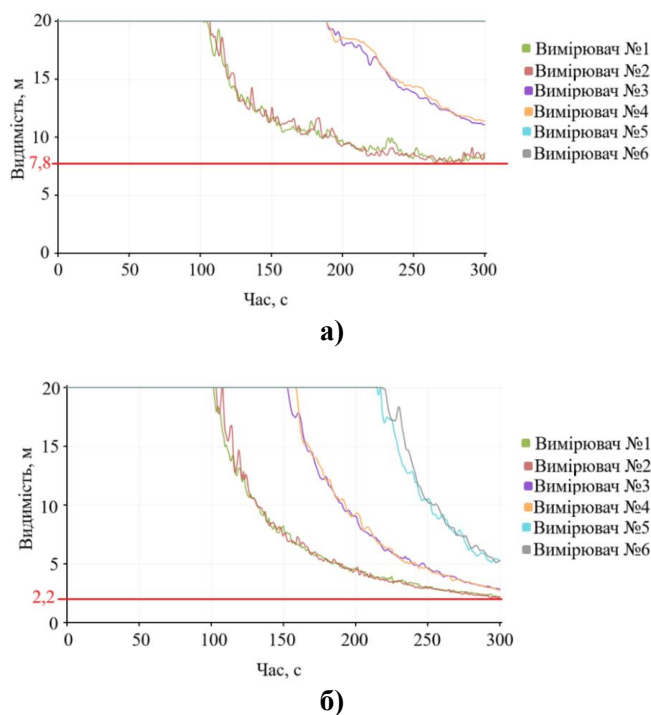 Видимість, м
20
15
10
7,8
5
0
0 50 100 150 200 250 300
Час, с
Вимірювач №1
Вимірювач №2
Вимірювач №3
Вимірювач №4
Вимірювач №5
Вимірювач №6
а)
Видимість, м
20
15
10
5
2,2
0
0 50 100 150 200 250 300
Час, с
Вимірювач №1
Вимірювач №2
Вимірювач №3
Вимірювач №4
Вимірювач №5
Вимірювач №6
б)